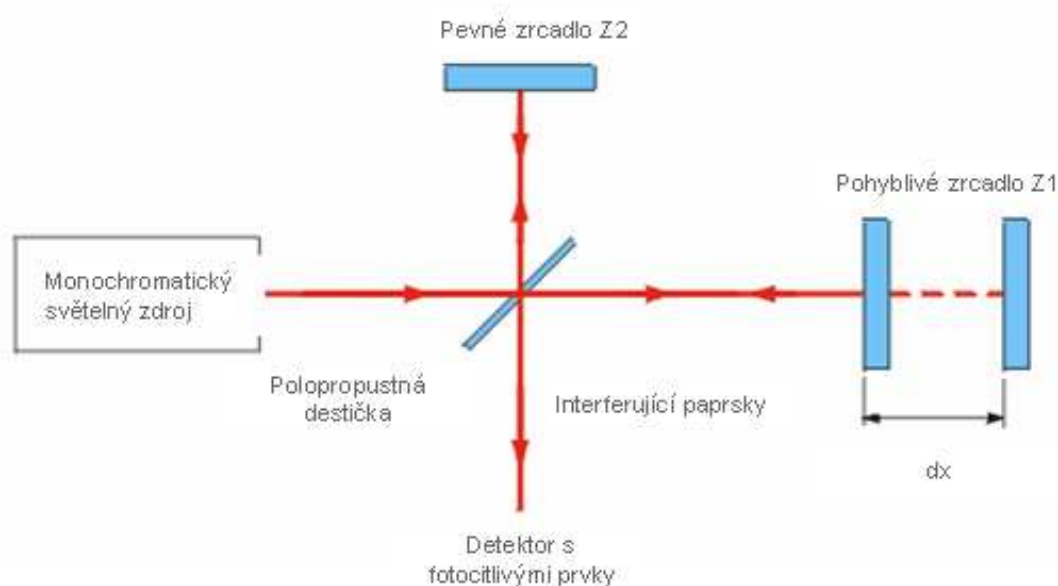 Pevné zrcadlo Z2
Pohyblivé zrcadlo Z1
Monochromatický
světelný zdroj
Polopropustná
destička
Interferující paprsky
dx
Detektor s
fotocitlivými prvky